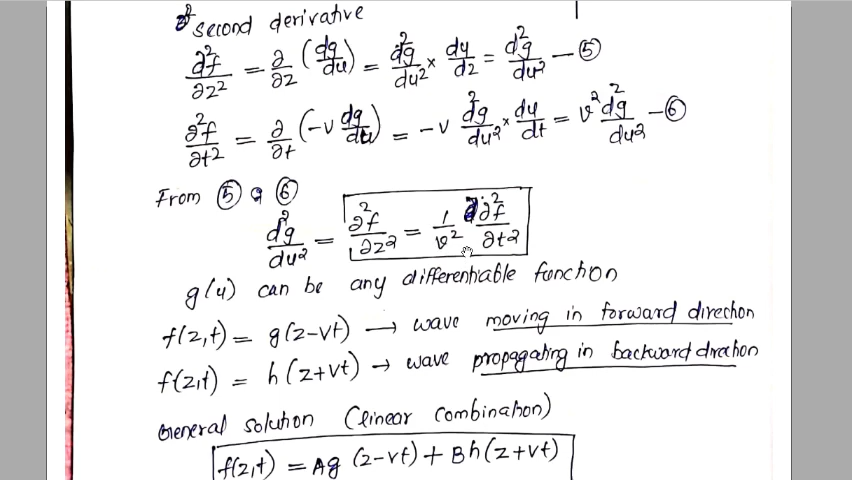 second derivative
∂²f/∂z² = ∂/∂z (dg/du) = d²g/du² × du/dz = d²g/du² — ⑤
∂²f/∂t² = ∂/∂t (-v dg/du) = -v d²g/du² × du/dt = v² d²g/du² — ⑥
From ⑤ & ⑥
d²g/du² = ∂²f/∂z² = 1/v² ∂²f/∂t²
g(u) can be any differentiable function
f(z,t) = g(z-vt) → wave moving in forward direction
f(z,t) = h(z+vt) → wave propagating in backward direction
General solution (linear combination)
f(z,t) = Ag (z-vt) + Bh(z+vt)